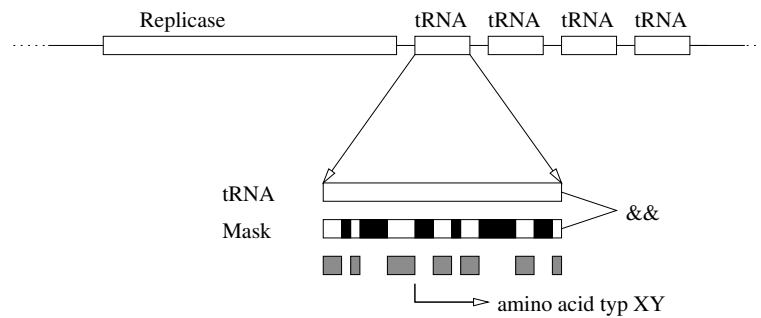 Replicase
tRNA tRNA tRNA tRNA
tRNA
&&
Mask
amino acid typ XY